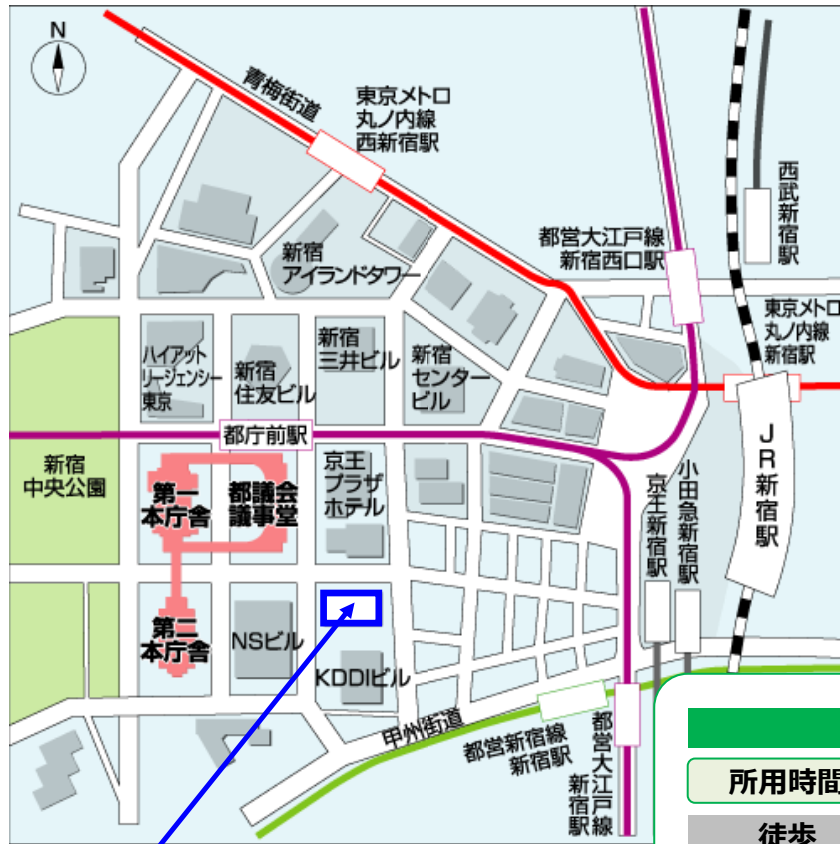 N
青梅街道
東京メトロ
丸ノ内線
西新宿駅
西武新宿駅
都営大江戸線
新宿西口駅
新宿
アイランドタワー
東京メトロ
丸ノ内線
新宿駅
ハイアット
リージェンシー
東京
新宿
住友ビル
新宿
三井ビル
新宿
センター
ビル
都庁前駅
JR新宿駅
新宿
中央公園
第一
本庁舎
都議会
議事堂
京王
プラザ
ホテル
小田急新宿駅
京王新宿駅
第二
本庁舎
NSビル
KDDIビル
甲州街道
都営新宿線
新宿駅
都営大江戸線
新宿駅
所用時間
徒歩